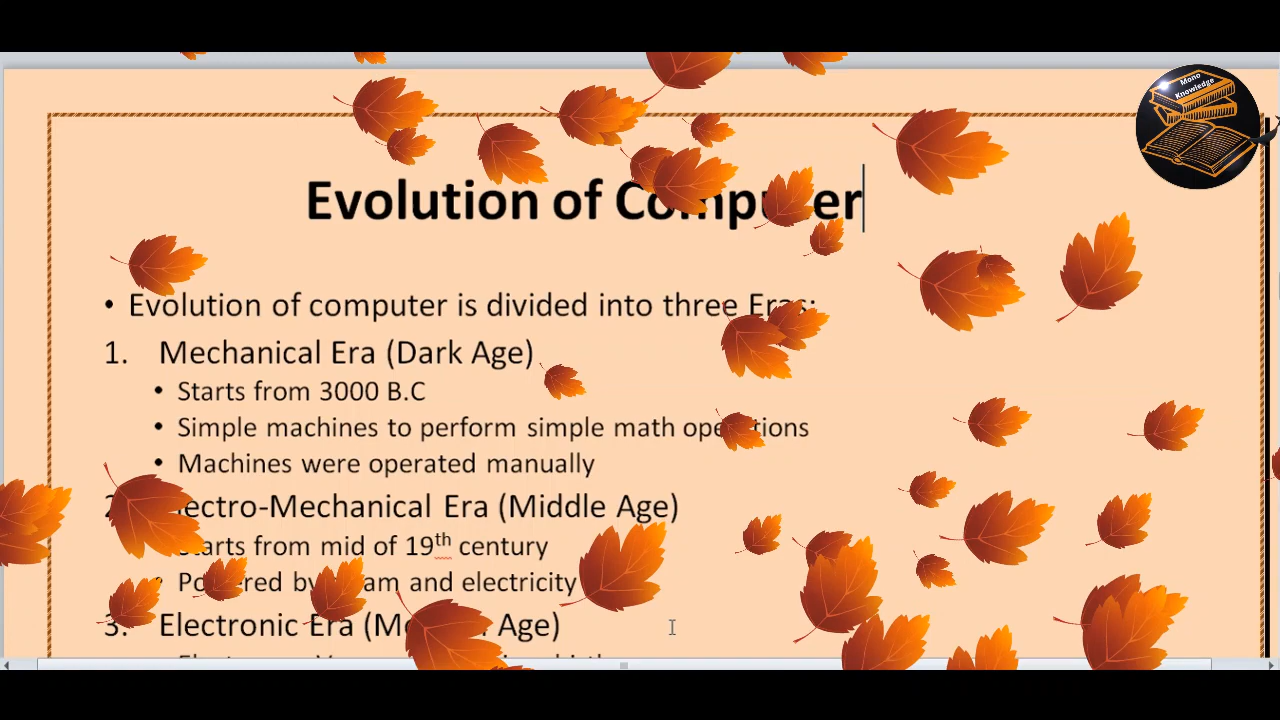 Mono
Knowledge
Evolution of Computer
• Evolution of computer is divided into three Eras:
1. Mechanical Era (Dark Age)
• Starts from 3000 B.C
• Simple machines to perform simple math operations
• Machines were operated manually
2. Electro-Mechanical Era (Middle Age)
• Starts from mid of 19th century
• Powered by steam and electricity
3. Electronic Era (Modern Age)